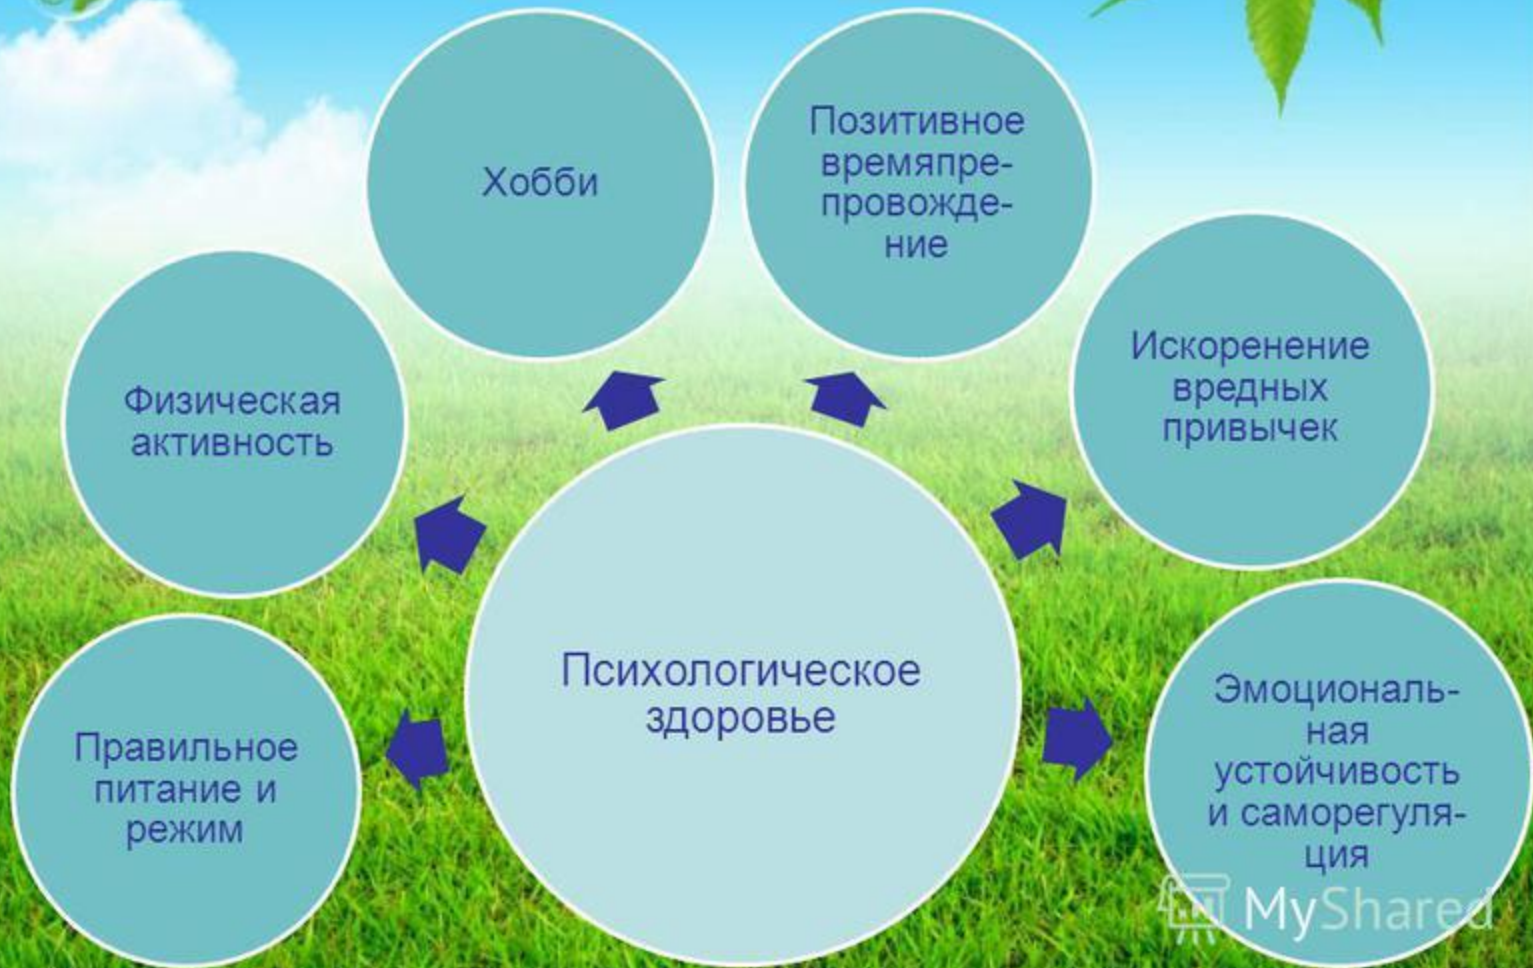 Хобби
Позитивное
времяпре-
провожде-
ние
Искоренение
вредных
привычек
Физическая
активность
Психологическое
здоровье
Правильное
питание и
режим
Эмоциональ-
ная
устойчивость
и саморегуля-
ция
MyShared